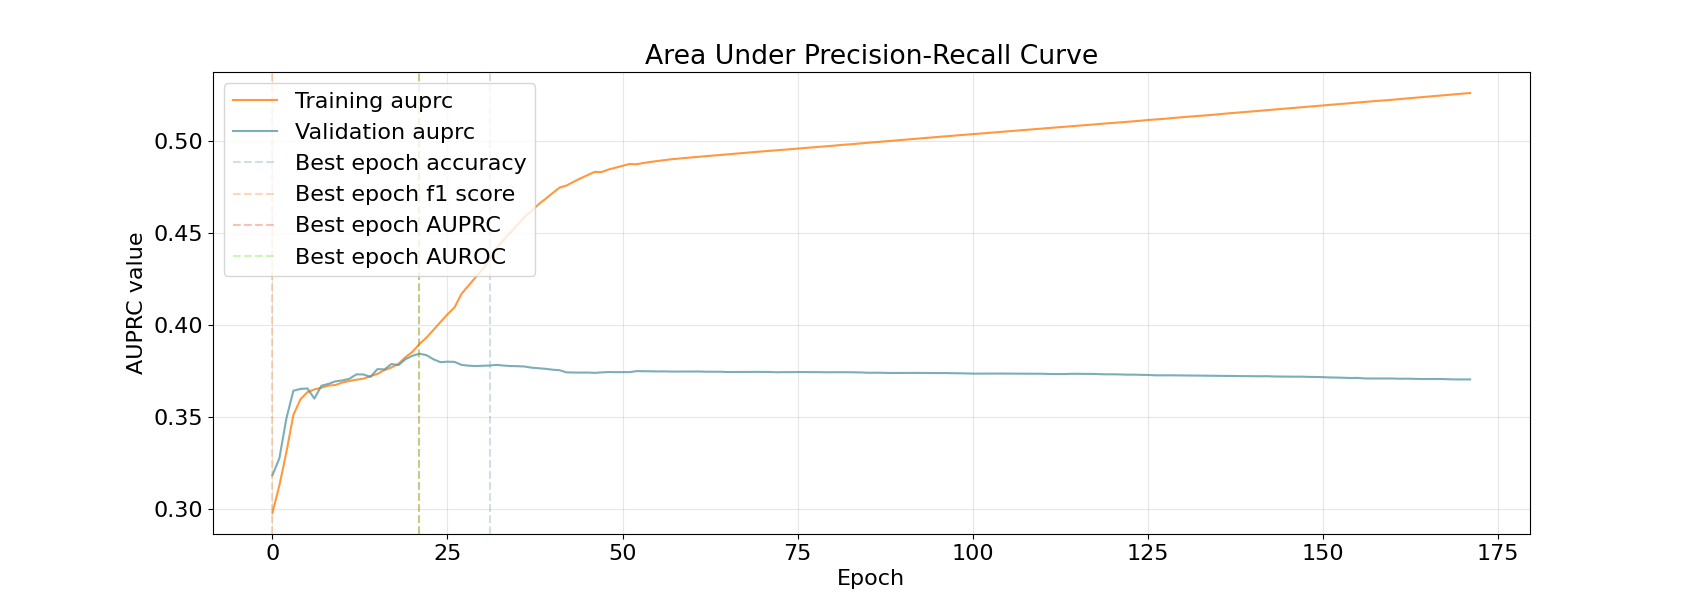 Area Under Precision-Recall Curve
Training auprc
Validation auprc
Best epoch accuracy
Best epoch f1 score
Best epoch AUPRC
Best epoch AUROC
AUPRC value
0.50
0.45
0.40
0.35
0.30
0 25 50 75 100 125 150 175
Epoch